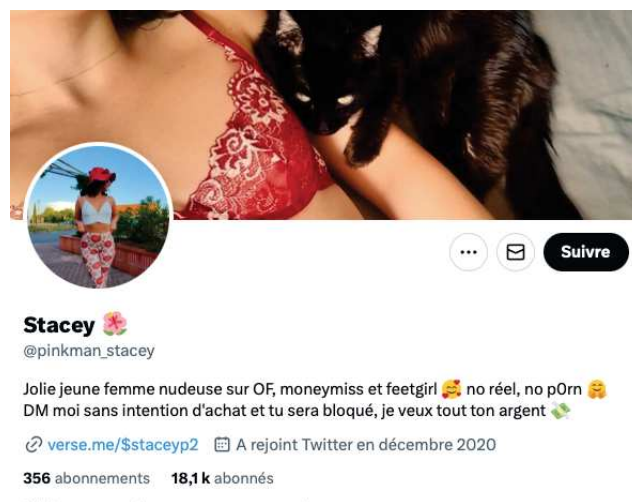 Suivre
Stacey 🌺
@pinkman_stacey
Jolie jeune femme nudeuse sur OF, moneymiss et feetgirl 🥰 no réel, no p0rn 🤗
DM moi sans intention d'achat et tu sera bloqué, je veux tout ton argent 💸
verse.me/$staceyp2 A rejoint Twitter en décembre 2020
356 abonnements 18,1 k abonnés